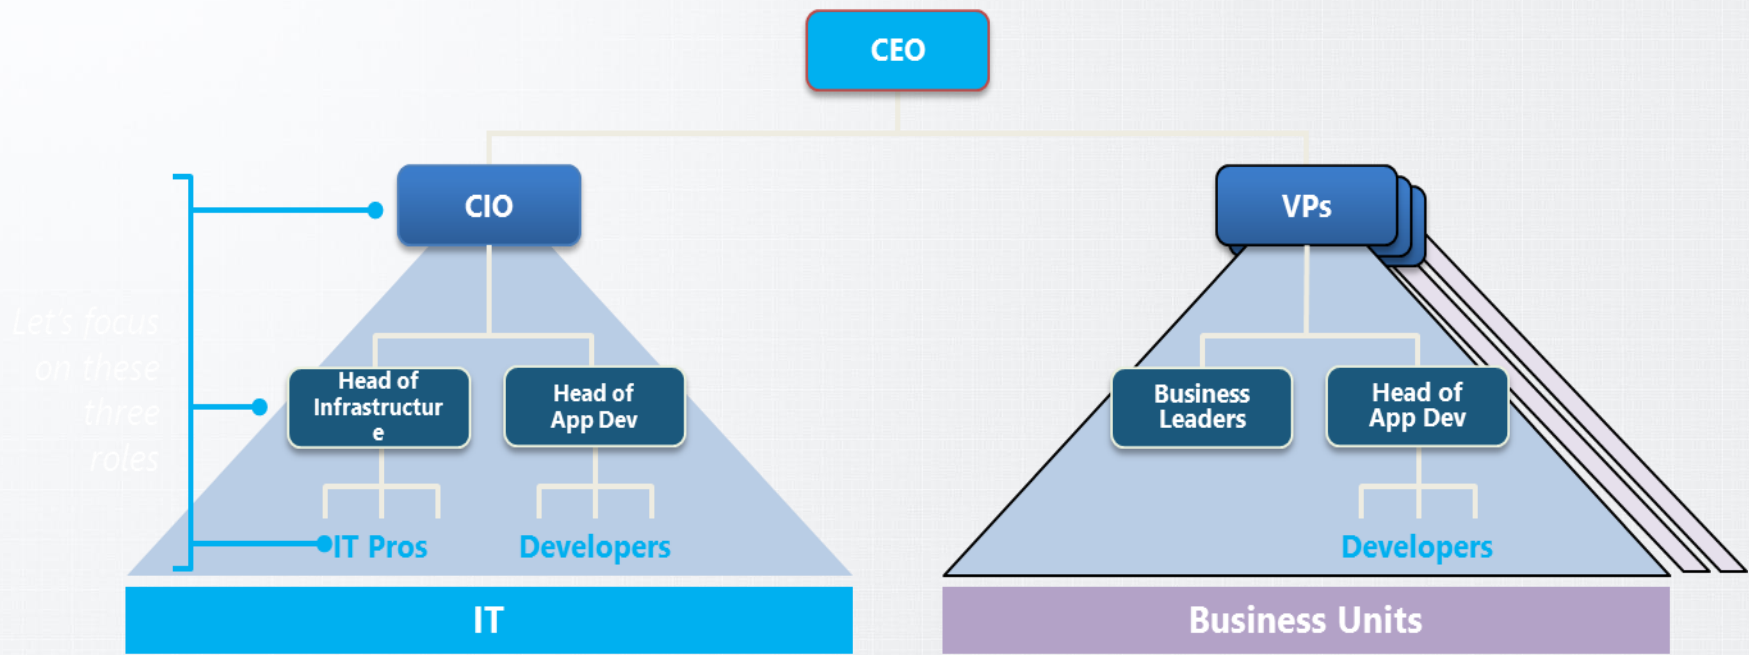 CEO
CIO
VPs
Let's focus
on these
three
roles
Head of
Infrastructur
e
Head of
App Dev
Business
Leaders
Head of
App Dev
IT Pros
Developers
Developers
IT
Business Units